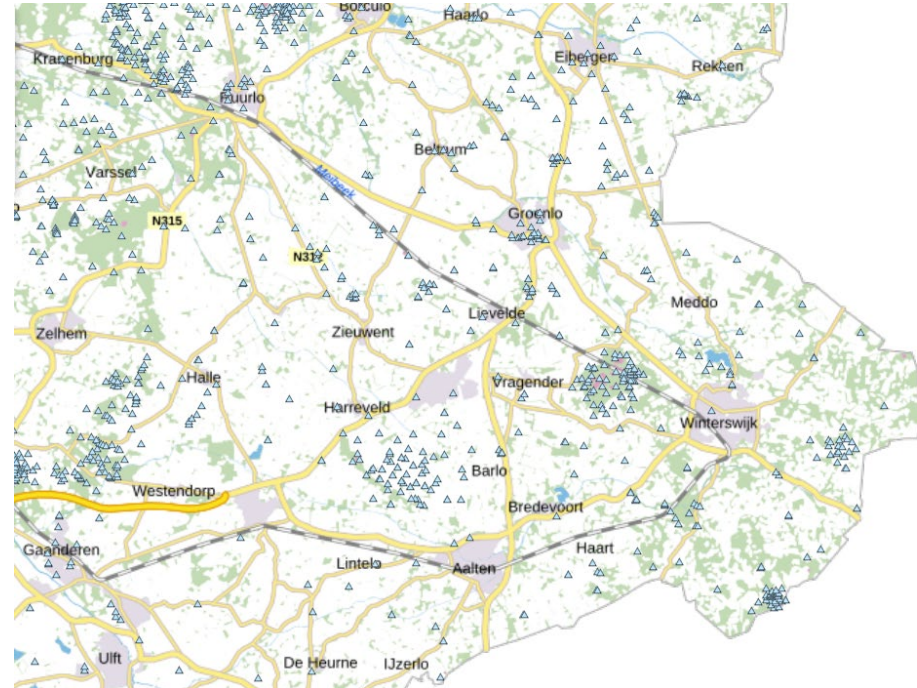 Borculo
Haarlo
Kranenburg
Eibergen
Rekken
Ruurlo
Beltrum
Varssel
Meibeek
Groenlo
N315
N312
Meddo
Lievelde
Zelhem
Zieuwent
Halle
Vragender
Harreveld
Winterswijk
Barlo
Westendorp
Bredevoort
Gaanderen
Haart
Lintelo
Aalten
Ulft
De Heurne
IJzerlo